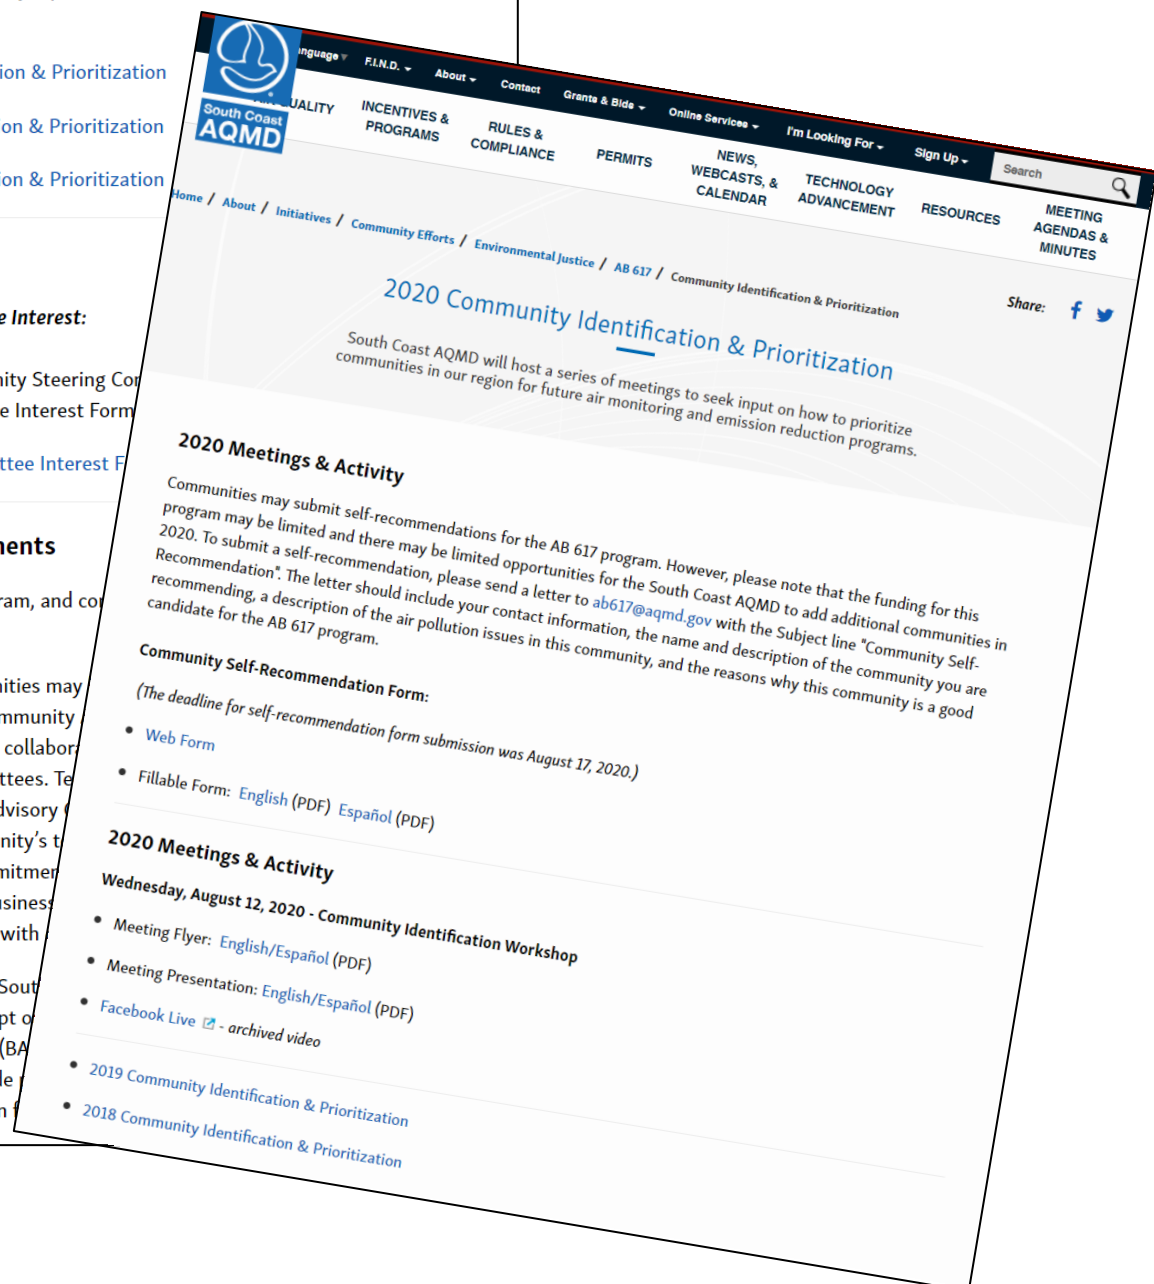 ion & Prioritization
on & Prioritization
ion & Prioritization
e Interest:
ity Steering Co
e Interest Form
ttee Interest F
ents
ram, and co
ities may
mmunity
collabora
ttees. Te
dvisory
nity's t
mitmer
usiness
with
Sout
pt o
(BA
South Coast
AQMD
anguage
F.I.N.D.
About
Contact
Grants & Bids
Online Services
I'm Looking For
Sign Up
Search
QUALITY
INCENTIVES &
PROGRAMS
RULES &
COMPLIANCE
PERMITS
NEWS,
WEBCASTS, &
CALENDAR
TECHNOLOGY
ADVANCEMENT
RESOURCES
MEETING
AGENDAS &
MINUTES
Home / About / Initiatives / Community Efforts / Environmental Justice / AB 617 / Community Identification & Prioritization
Share:
2020 Community Identification & Prioritization
South Coast AQMD will host a series of meetings to seek input on how to prioritize
communities in our region for future air monitoring and emission reduction programs.
2020 Meetings & Activity
Communities may submit self-recommendations for the AB 617 program. However, please note that the funding for this
program may be limited and there may be limited opportunities for the South Coast AQMD to add additional communities in
2020. To submit a self-recommendation, please send a letter to ab617@aqmd.gov with the Subject line "Community Self-
Recommendation". The letter should include your contact information, the name and description of the community you are
recommending, a description of the air pollution issues in this community, and the reasons why this community is a good
candidate for the AB 617 program.
Community Self-Recommendation Form:
(The deadline for self-recommendation form submission was August 17, 2020.)
Web Form
Fillable Form: English (PDF) Español (PDF)
2020 Meetings & Activity
Wednesday, August 12, 2020 - Community Identification Workshop
Meeting Flyer: English/Español (PDF)
Meeting Presentation: English/Español (PDF)
Facebook Live - archived video
2019 Community Identification & Prioritization
2018 Community Identification & Prioritization